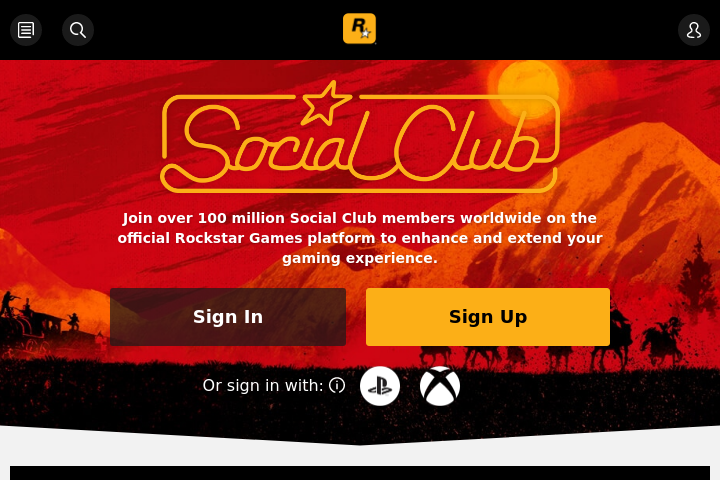 R
Social Club
Join over 100 million Social Club members worldwide on the
official Rockstar Games platform to enhance and extend your
gaming experience.
Sign In
Sign Up
Or sign in with: